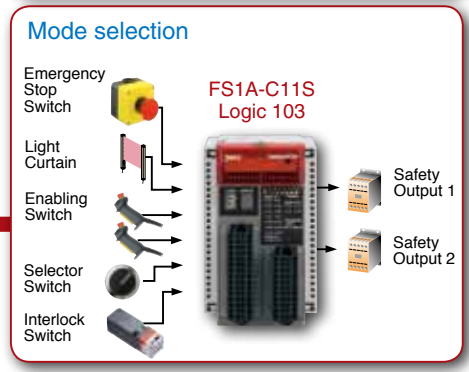 Mode selection
Emergency
Stop
Switch
Light
Curtain
Enabling
Switch
Selector
Switch
Interlock
Switch
FS1A-C11S
Logic 103
Safety
Output 1
Safety
Output 2